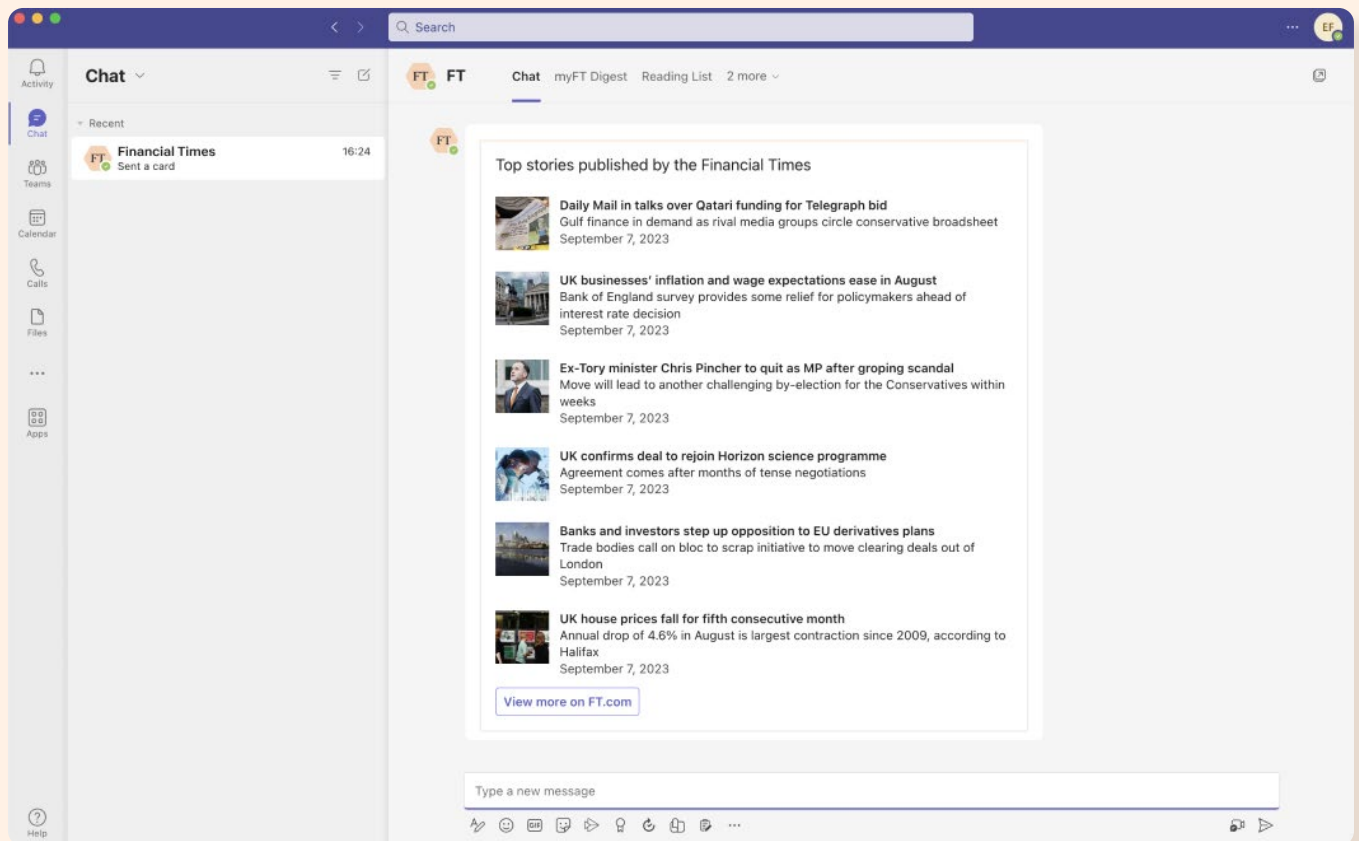 Search
EF
Activity
Chat
Teams
Calendar
Calls
Files
Apps
Help
Chat
Recent
FT
Financial Times
16:24
Sent a card
FT
FT
Chat
myFT Digest
Reading List
2 more
FT
Top stories published by the Financial Times
Daily Mail in talks over Qatari funding for Telegraph bid
Gulf finance in demand as rival media groups circle conservative broadsheet
September 7, 2023
UK businesses' inflation and wage expectations ease in August
Bank of England survey provides some relief for policymakers ahead of
interest rate decision
September 7, 2023
Ex-Tory minister Chris Pincher to quit as MP after groping scandal
Move will lead to another challenging by-election for the Conservatives within
weeks
September 7, 2023
UK confirms deal to rejoin Horizon science programme
Agreement comes after months of tense negotiations
September 7, 2023
Banks and investors step up opposition to EU derivatives plans
Trade bodies call on bloc to scrap initiative to move clearing deals out of
London
September 7, 2023
UK house prices fall for fifth consecutive month
Annual drop of 4.6% in August is largest contraction since 2009, according to
Halifax
September 7, 2023
View more on FT.com
Type a new message
GIF